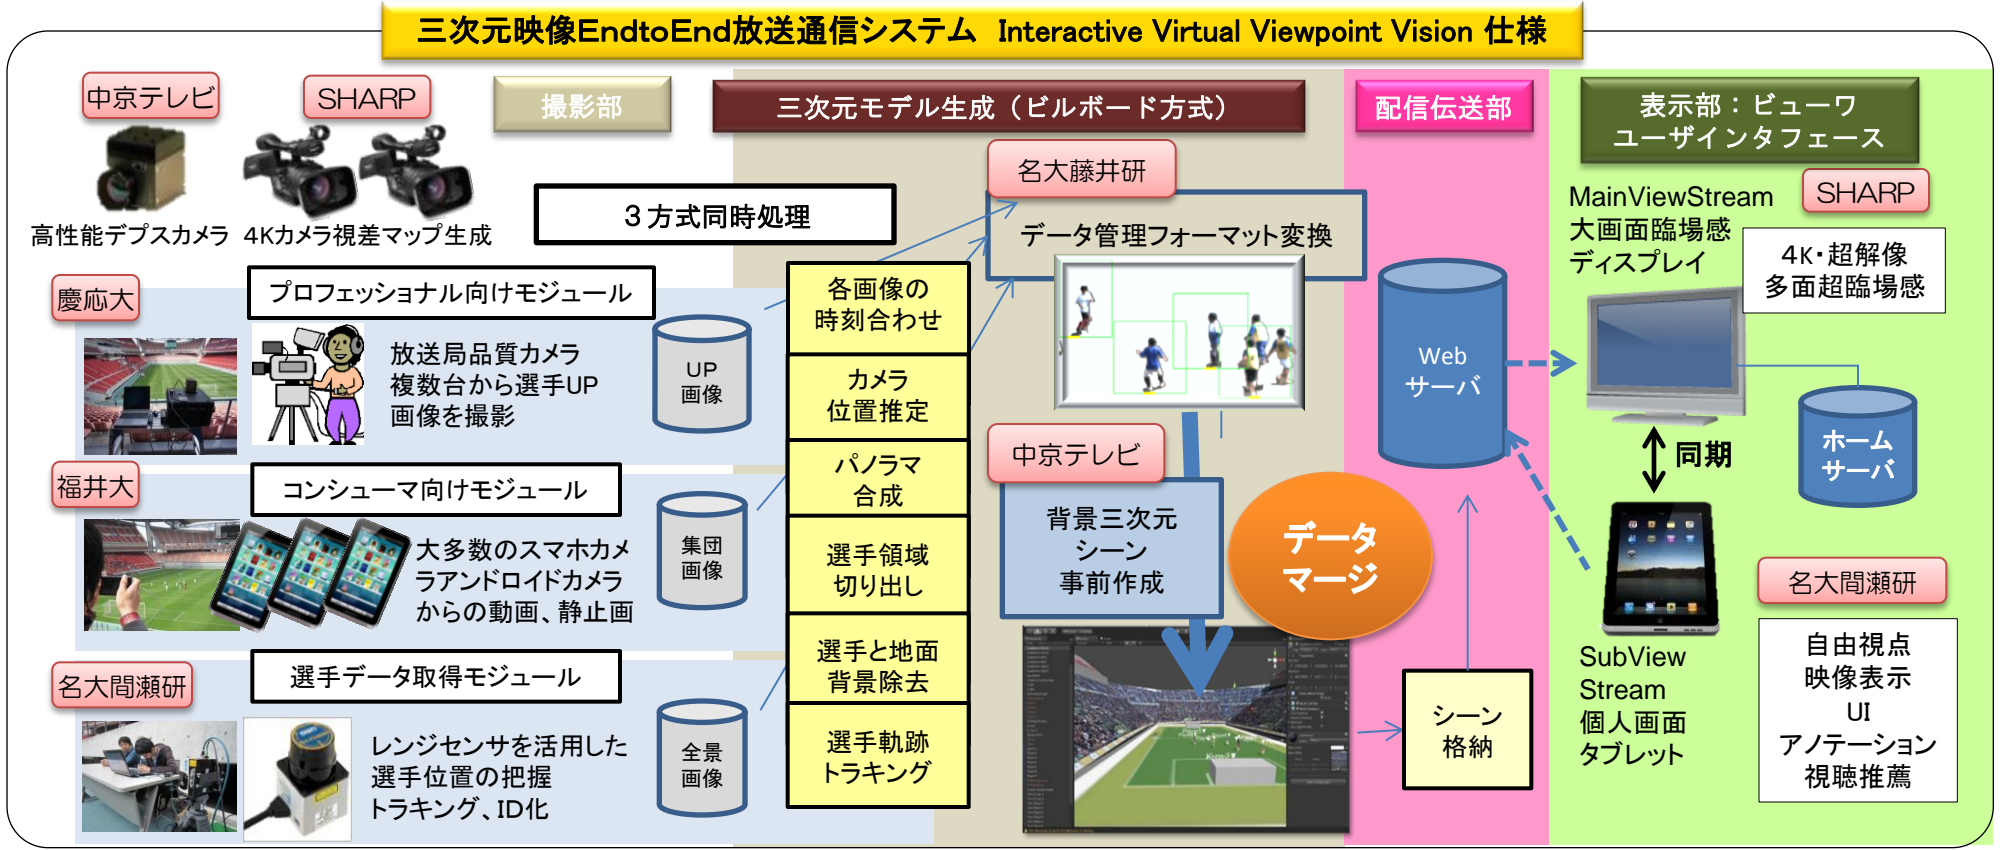 三次元映像EndtoEnd放送通信システム Interactive Virtual Viewpoint Vision 仕様
中京テレビ
SHARP
撮影部
三次元モデル生成（ビルボード方式）
配信伝送部
表示部：ビューワ
ユーザインタフェース
高性能デプスカメラ
4Kカメラ視差マップ生成
３方式同時処理
名大藤井研
データ管理フォーマット変換
MainViewStream
大画面臨場感
ディスプレイ
SHARP
4K・超解像
多面超臨場感
慶応大
プロフェッショナル向けモジュール
放送局品質カメラ
複数台から選手UP
画像を撮影
UP
画像
福井大
コンシューマ向けモジュール
大多数のスマホカメ
ラアンドロイドカメラ
からの動画、静止画
集団
画像
名大間瀬研
選手データ取得モジュール
レンジセンサを活用した
選手位置の把握
トラキング、ID化
全景
画像
各画像の
時刻合わせ
カメラ
位置推定
パノラマ
合成
選手領域
切り出し
選手と地面
背景除去
選手軌跡
トラキング
中京テレビ
背景三次元
シーン
事前作成
データ
マージ
シーン
格納
Web
サーバ
ホーム
サーバ
同期
SubView
Stream
個人画面
タブレット
名大間瀬研
自由視点
映像表示
UI
アノテーション
視聴推薦